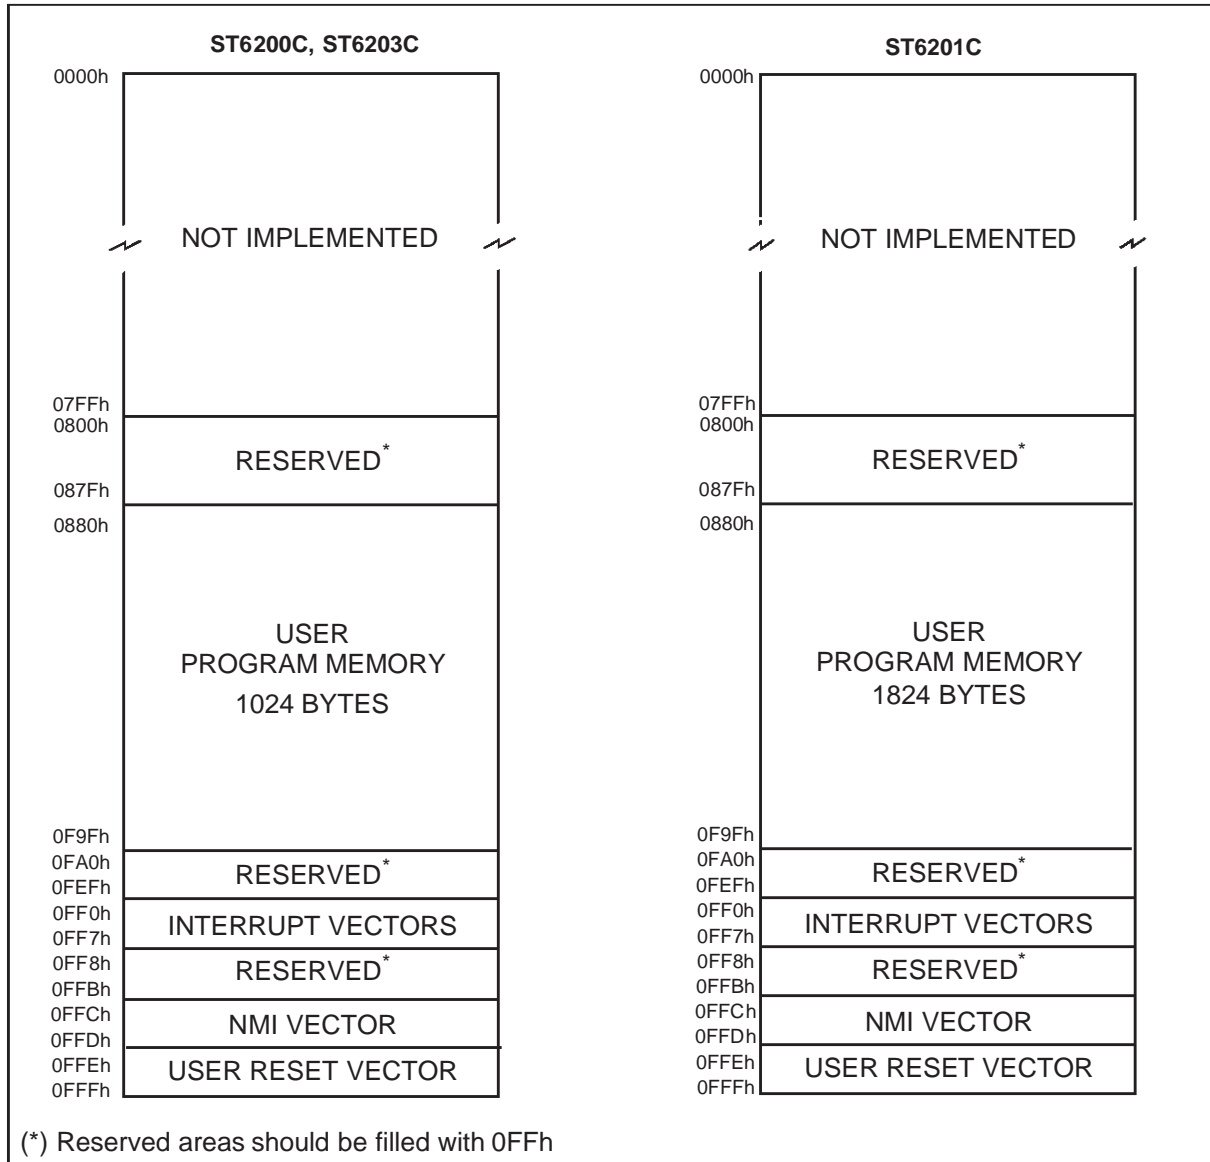 ST6200C, ST6203C
0000h
NOT IMPLEMENTED
07FFh
0800h
RESERVED*
087Fh
0880h
USER
PROGRAM MEMORY
1024 BYTES
0F9Fh
0FA0h
RESERVED*
0FEFh
0FF0h
INTERRUPT VECTORS
0FF7h
0FF8h
RESERVED*
0FFBh
0FFCh
NMI VECTOR
0FFDh
0FFEh
USER RESET VECTOR
0FFFh
ST6201C
0000h
NOT IMPLEMENTED
07FFh
0800h
RESERVED*
087Fh
0880h
USER
PROGRAM MEMORY
1824 BYTES
0F9Fh
0FA0h
RESERVED*
0FEFh
0FF0h
INTERRUPT VECTORS
0FF7h
0FF8h
RESERVED*
0FFBh
0FFCh
NMI VECTOR
0FFDh
0FFEh
USER RESET VECTOR
0FFFh
(*) Reserved areas should be filled with 0FFh